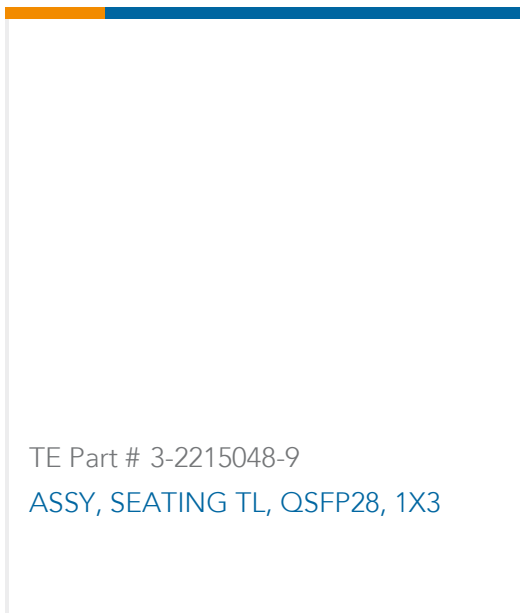 TE Part # 3-2215048-9
ASSY, SEATING TL, QSFP28, 1X3